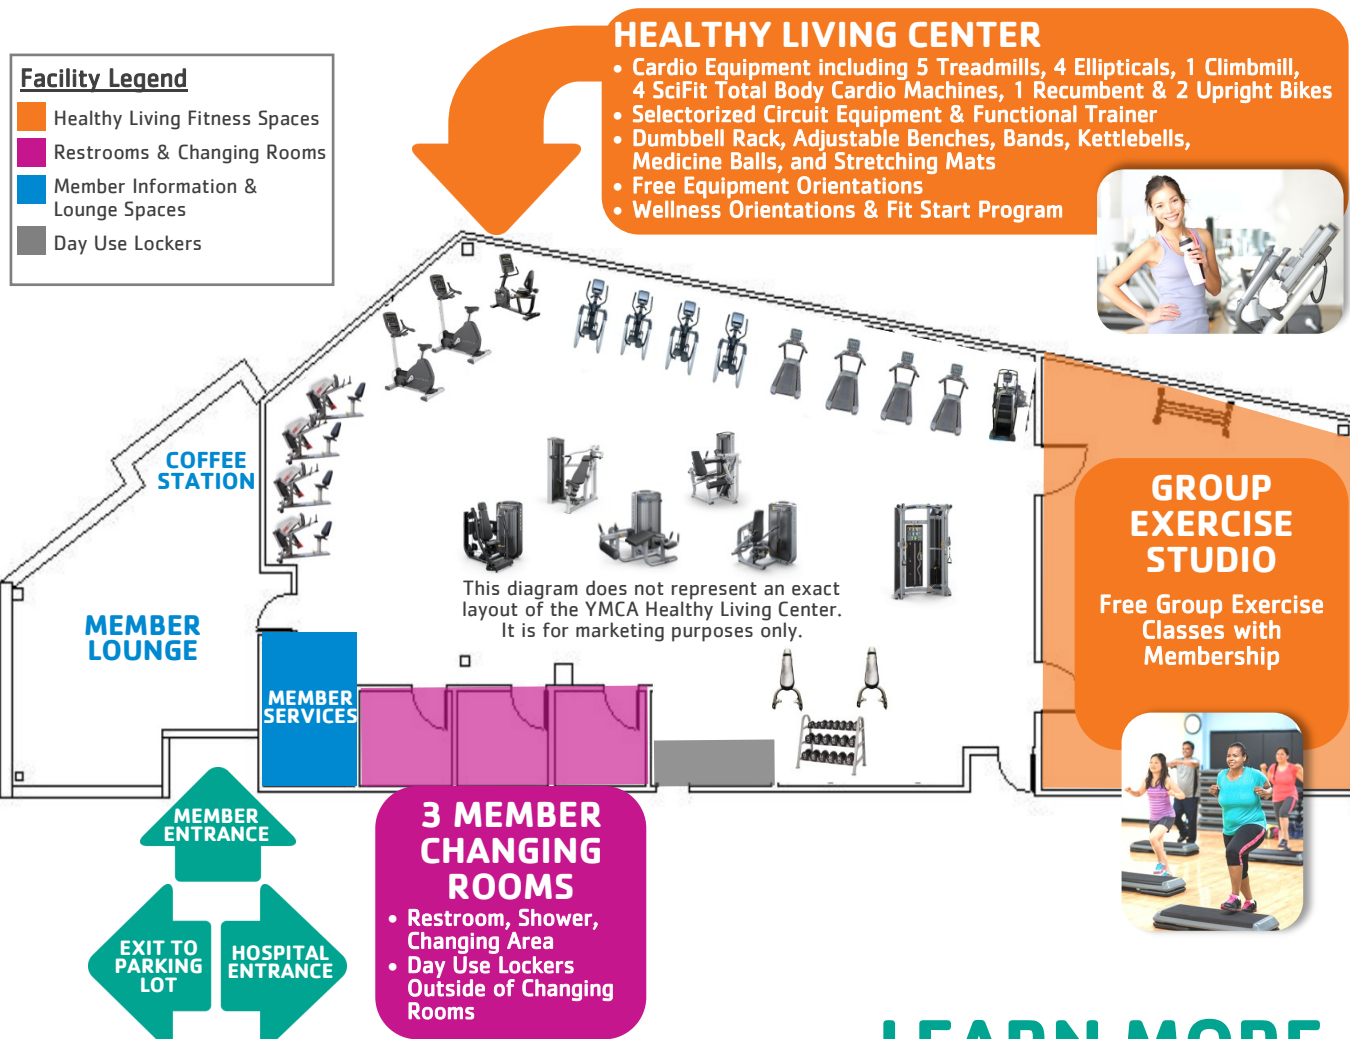 HEALTHY LIVING CENTER
• Cardio Equipment including 5 Treadmills, 4 Ellipticals, 1 Climbmill,
4 SciFit Total Body Cardio Machines, 1 Recumbent & 2 Upright Bikes
• Selectorized Circuit Equipment & Functional Trainer
• Dumbbell Rack, Adjustable Benches, Bands, Kettlebells,
Medicine Balls, and Stretching Mats
• Free Equipment Orientations
• Wellness Orientations & Fit Start Program
Facility Legend
Healthy Living Fitness Spaces
Restrooms & Changing Rooms
Member Information &
Lounge Spaces
Day Use Lockers
COFFEE
STATION
MEMBER
LOUNGE
MEMBER
SERVICES
This diagram does not represent an exact
layout of the YMCA Healthy Living Center.
It is for marketing purposes only.
GROUP
EXERCISE
STUDIO
Free Group Exercise
Classes with
Membership
MEMBER
ENTRANCE
EXIT TO
PARKING
LOT
HOSPITAL
ENTRANCE
3 MEMBER
CHANGING
ROOMS
• Restroom, Shower,
Changing Area
• Day Use Lockers
Outside of Changing
Rooms
LEARN MORE